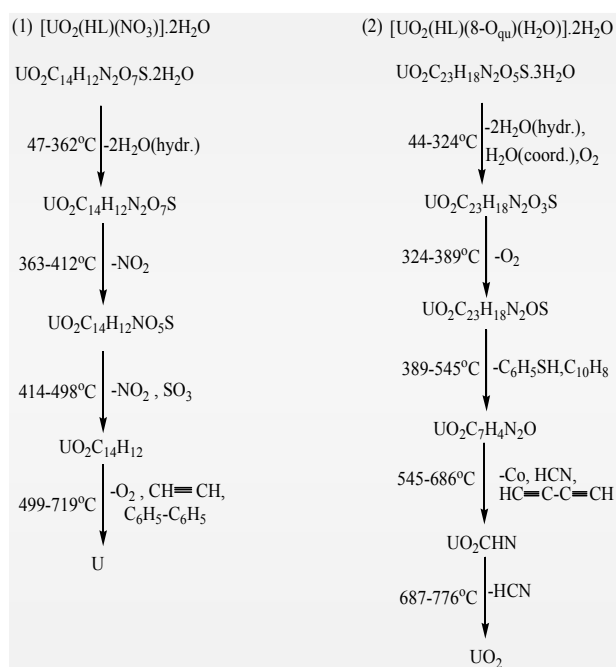 (1) [UO₂(HL)(NO₃)].2H₂O
UO₂C₁₄H₁₂N₂O₇S.2H₂O
47-362°C
-2H₂O(hydr.)
UO₂C₁₄H₁₂N₂O₇S
363-412°C
-NO₂
UO₂C₁₄H₁₂NO₅S
414-498°C
-NO₂ , SO₃
UO₂C₁₄H₁₂
499-719°C
-O₂ , CH≡CH,
C₆H₅-C₆H₅
U
(2) [UO₂(HL)(8-Oqu)(H₂O)].2H₂O
UO₂C₂₃H₁₈N₂O₅S.3H₂O
44-324°C
-2H₂O(hydr.),
H₂O(coord.),O₂
UO₂C₂₃H₁₈N₂O₃S
324-389°C
-O₂
UO₂C₂₃H₁₈N₂OS
389-545°C
-C₆H₅SH,C₁₀H₈
UO₂C₇H₄N₂O
545-686°C
-Co, HCN,
HC≡C-C≡CH
UO₂CHN
687-776°C
-HCN
UO₂